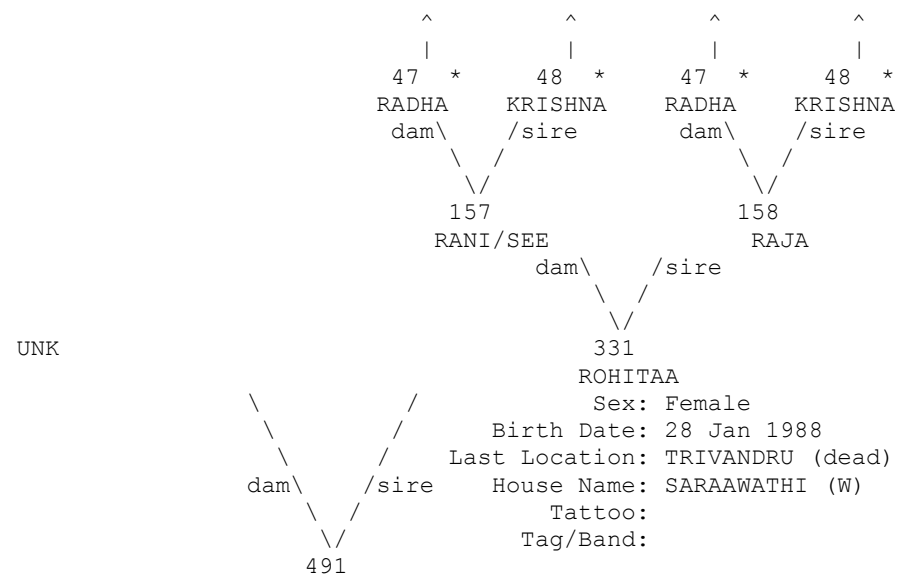 ^ ^ ^ ^
| | | |
47 * 48 * 47 * 48 *
RADHA KRISHNA RADHA KRISHNA
dam\ /sire dam\ /sire
\ / \ /
\/ \/
157 158
RANI/SEE RAJA
dam\ /sire
\ /
\/
UNK 331
ROHITAA
\ / Sex: Female
\ / Birth Date: 28 Jan 1988
\ / Last Location: TRIVANDRU (dead)
dam\ /sire House Name: SARAAWATHI (W)
\ / Tattoo:
\/ Tag/Band:
491